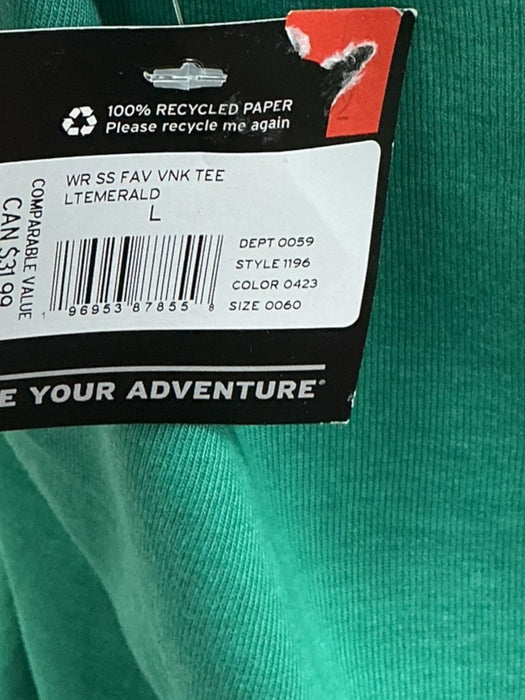 100% RECYCLED PAPER
Please recycle me again
WR SS FAV VNK TEE
LTEMERALD
L
COMPARABLE VALUE
CAN $31.99
DEPT 0059
STYLE 1196
COLOR 0423
SIZE 0060
1 96953 87855 8
E YOUR ADVENTURE®